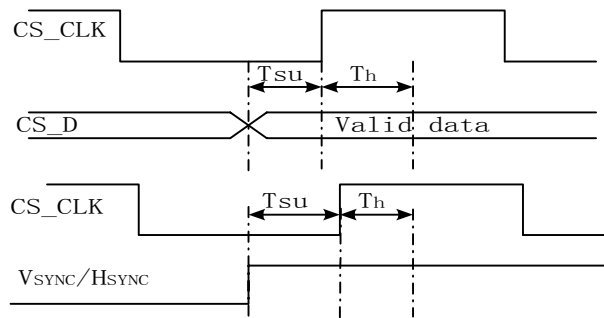 CS_CLK
Tsu Th
CS_D Valid data
CS_CLK
Tsu Th
VSYNC/HSYNC